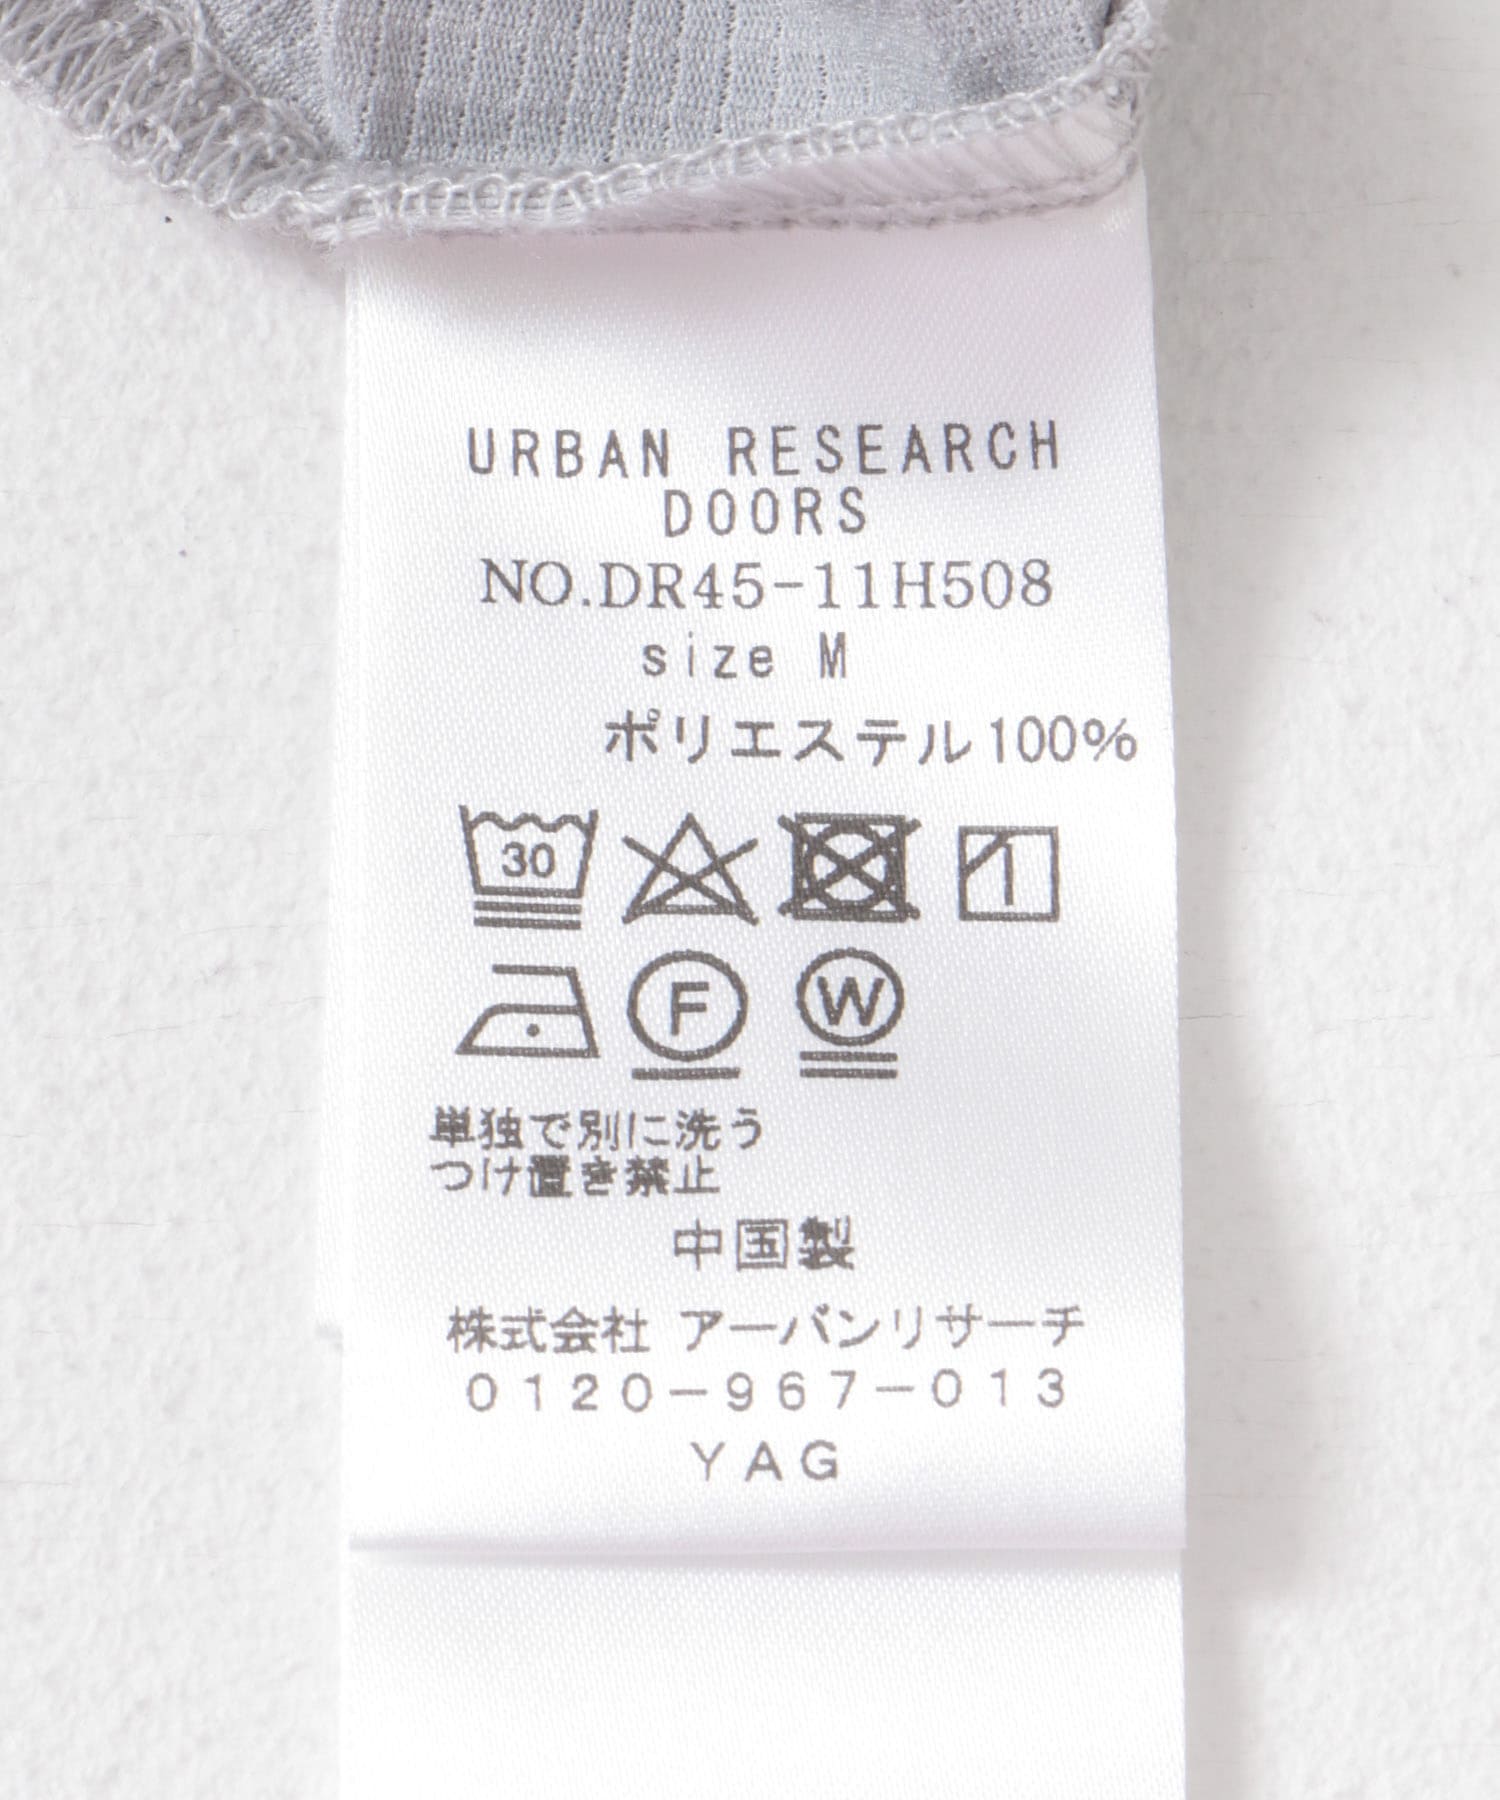 URBAN RESEARCH
DOORS
NO.DR45-11H508
size M
ポリエステル100%
30
F W
単独で別に洗う
つけ置き禁止
中国製
株式会社 アーバンリサーチ
0120-967-013
YAG